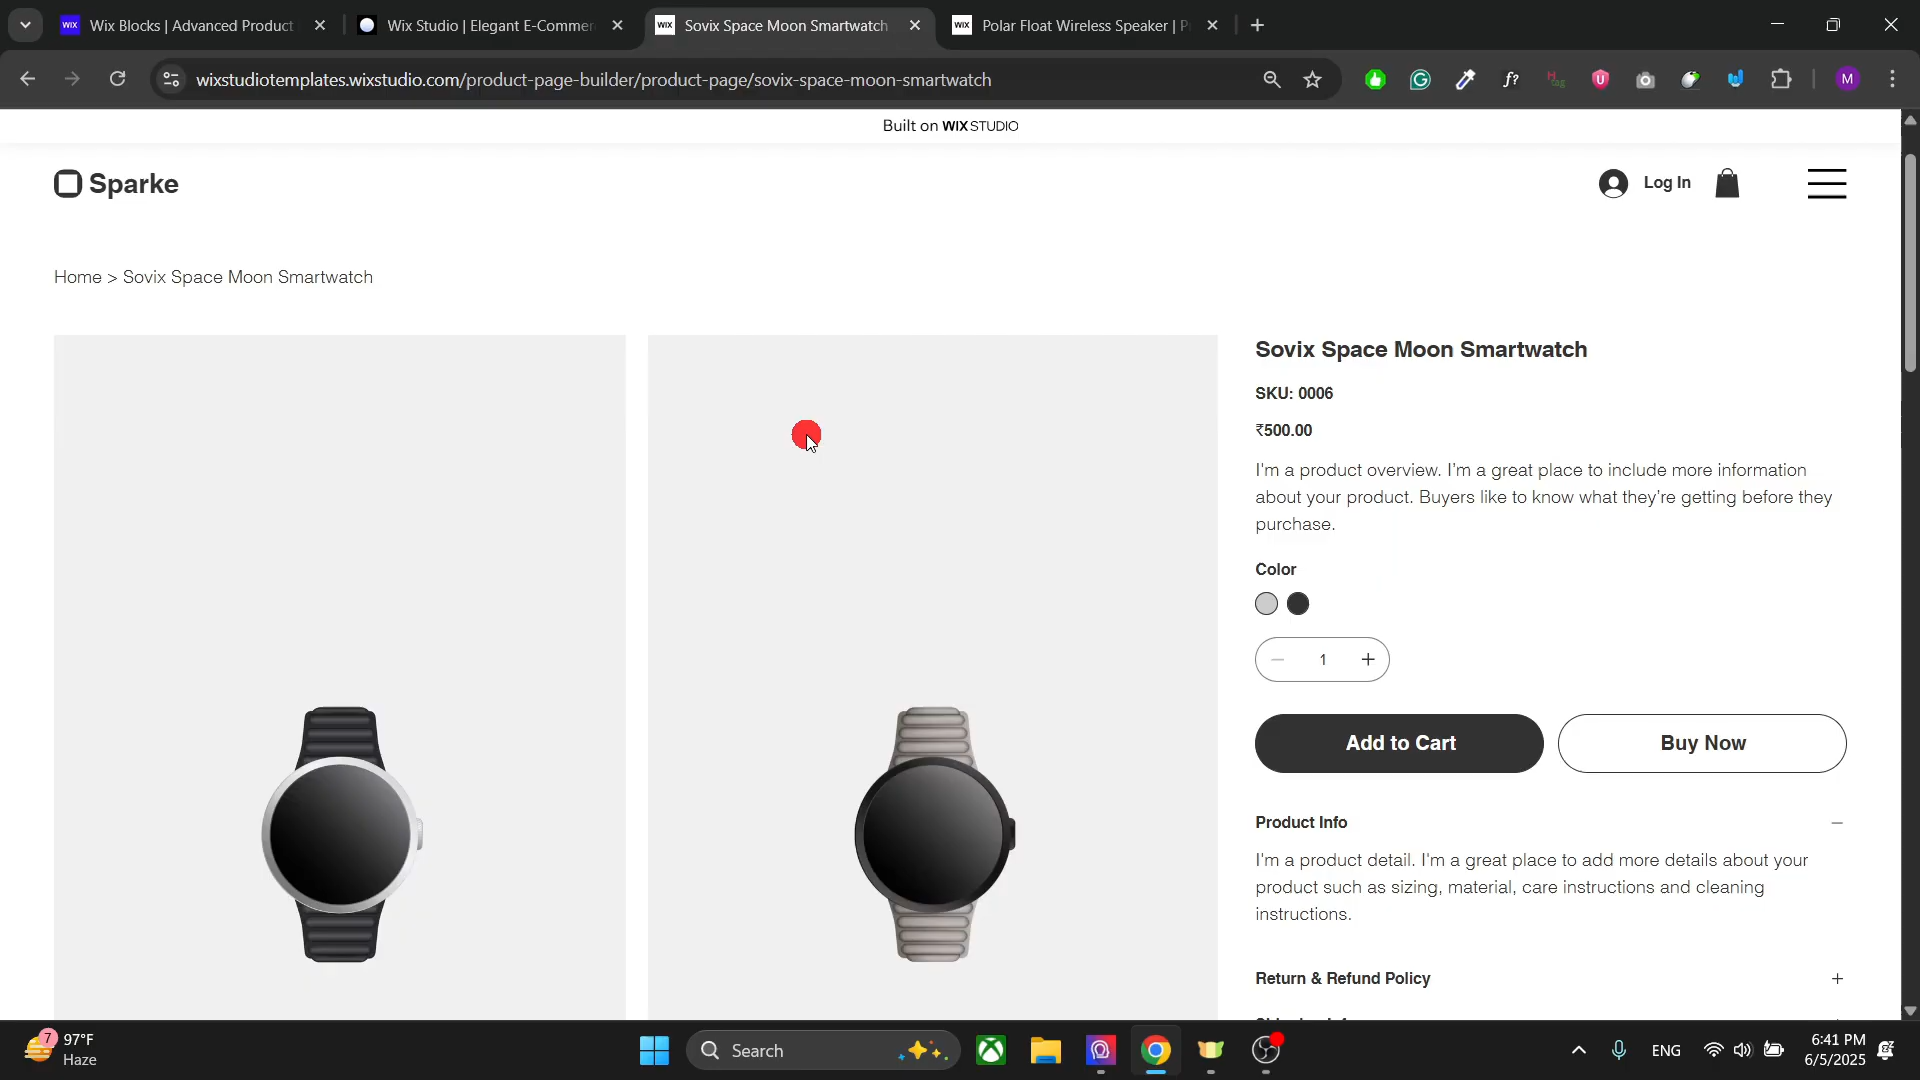 Wix Blocks | Advanced Product
Wix Studio | Elegant E-Commer
Sovix Space Moon Smartwatch
Polar Float Wireless Speaker | P
wixstudiotemplates.wixstudio.com/product-page-builder/product-page/sovix-space-moon-smartwatch
M
Built on WIX STUDIO
Sparke
Log In
Home > Sovix Space Moon Smartwatch
Sovix Space Moon Smartwatch
SKU: 0006
₹500.00
I'm a product overview. I'm a great place to include more information
about your product. Buyers like to know what they're getting before they
purchase.
Color
1
Add to Cart
Buy Now
Product Info
I'm a product detail. I'm a great place to add more details about your
product such as sizing, material, care instructions and cleaning
instructions.
Return & Refund Policy
7
97°F
Haze
Search
ENG
6:41 PM
6/5/2025